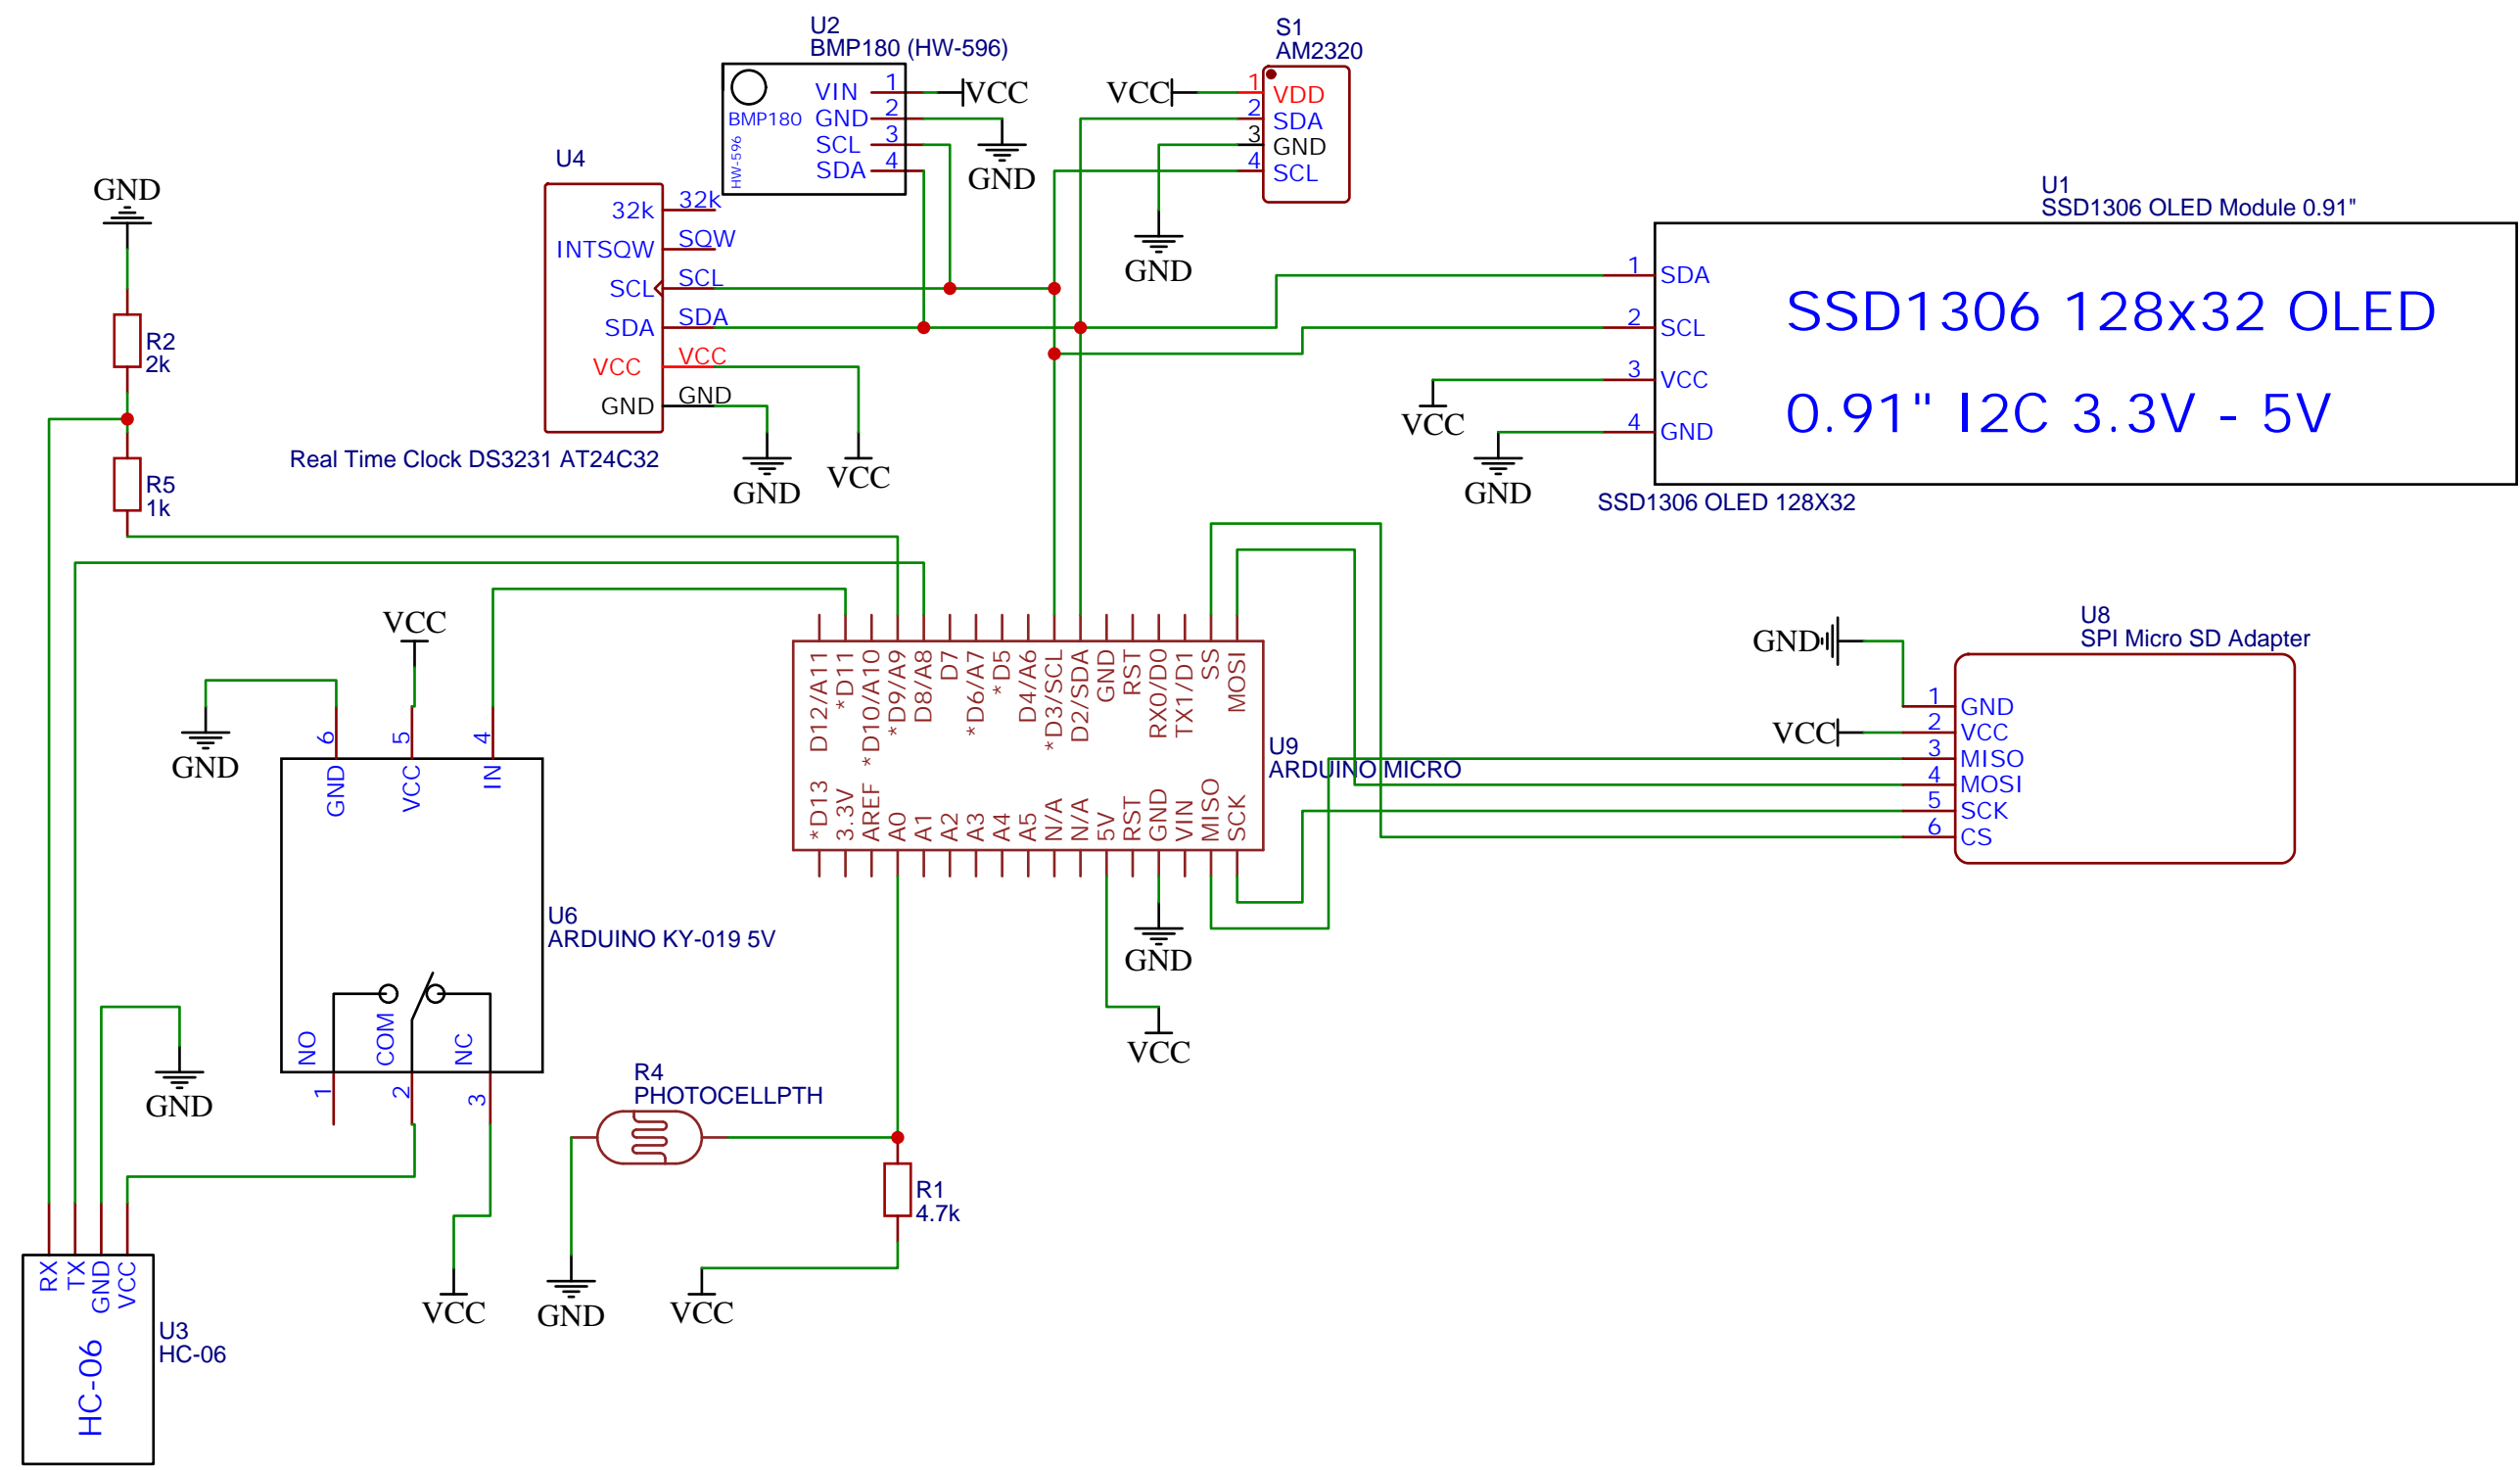 U2
BMP180 (HW-596)
VIN 1
BMP180 GND 2
SCL 3
SDA 4
HW-596
VCC
GND
S1
AM2320
VCC
1 VDD
2 SDA
3 GND
4 SCL
GND
U4
32k 32k
INTSQW SQW
SCL SCL
SDA SDA
VCC VCC
GND GND
Real Time Clock DS3231 AT24C32
GND
VCC
U1
SSD1306 OLED Module 0.91"
1 SDA
2 SCL
3 VCC
4 GND
SSD1306 128x32 OLED
0.91" I2C 3.3V - 5V
SSD1306 OLED 128X32
VCC
GND
GND
R2
2k
R5
1k
VCC
GND
6 5 4
GND VCC IN
U6
ARDUINO KY-019 5V
NO COM NC
1 2 3
GND
VCC
D12/A11
*D11
*D10/A10
*D9/A9
D8/A8
D7
*D6/A7
*D5
D4/A6
*D3/SCL
D2/SDA
GND
RST
RX0/D0
TX1/D1
SS
MOSI
*D13
3.3V
AREF
A0
A1
A2
A3
A4
A5
N/A
N/A
5V
RST
GND
VIN
MISO
SCK
U9
ARDUINO MICRO
GND
VCC
U8
SPI Micro SD Adapter
GND
VCC
1 GND
2 VCC
3 MISO
4 MOSI
5 SCK
6 CS
R4
PHOTOCELLPTH
R1
4.7k
GND
VCC
RX
TX
GND
VCC
HC-06
U3
HC-06